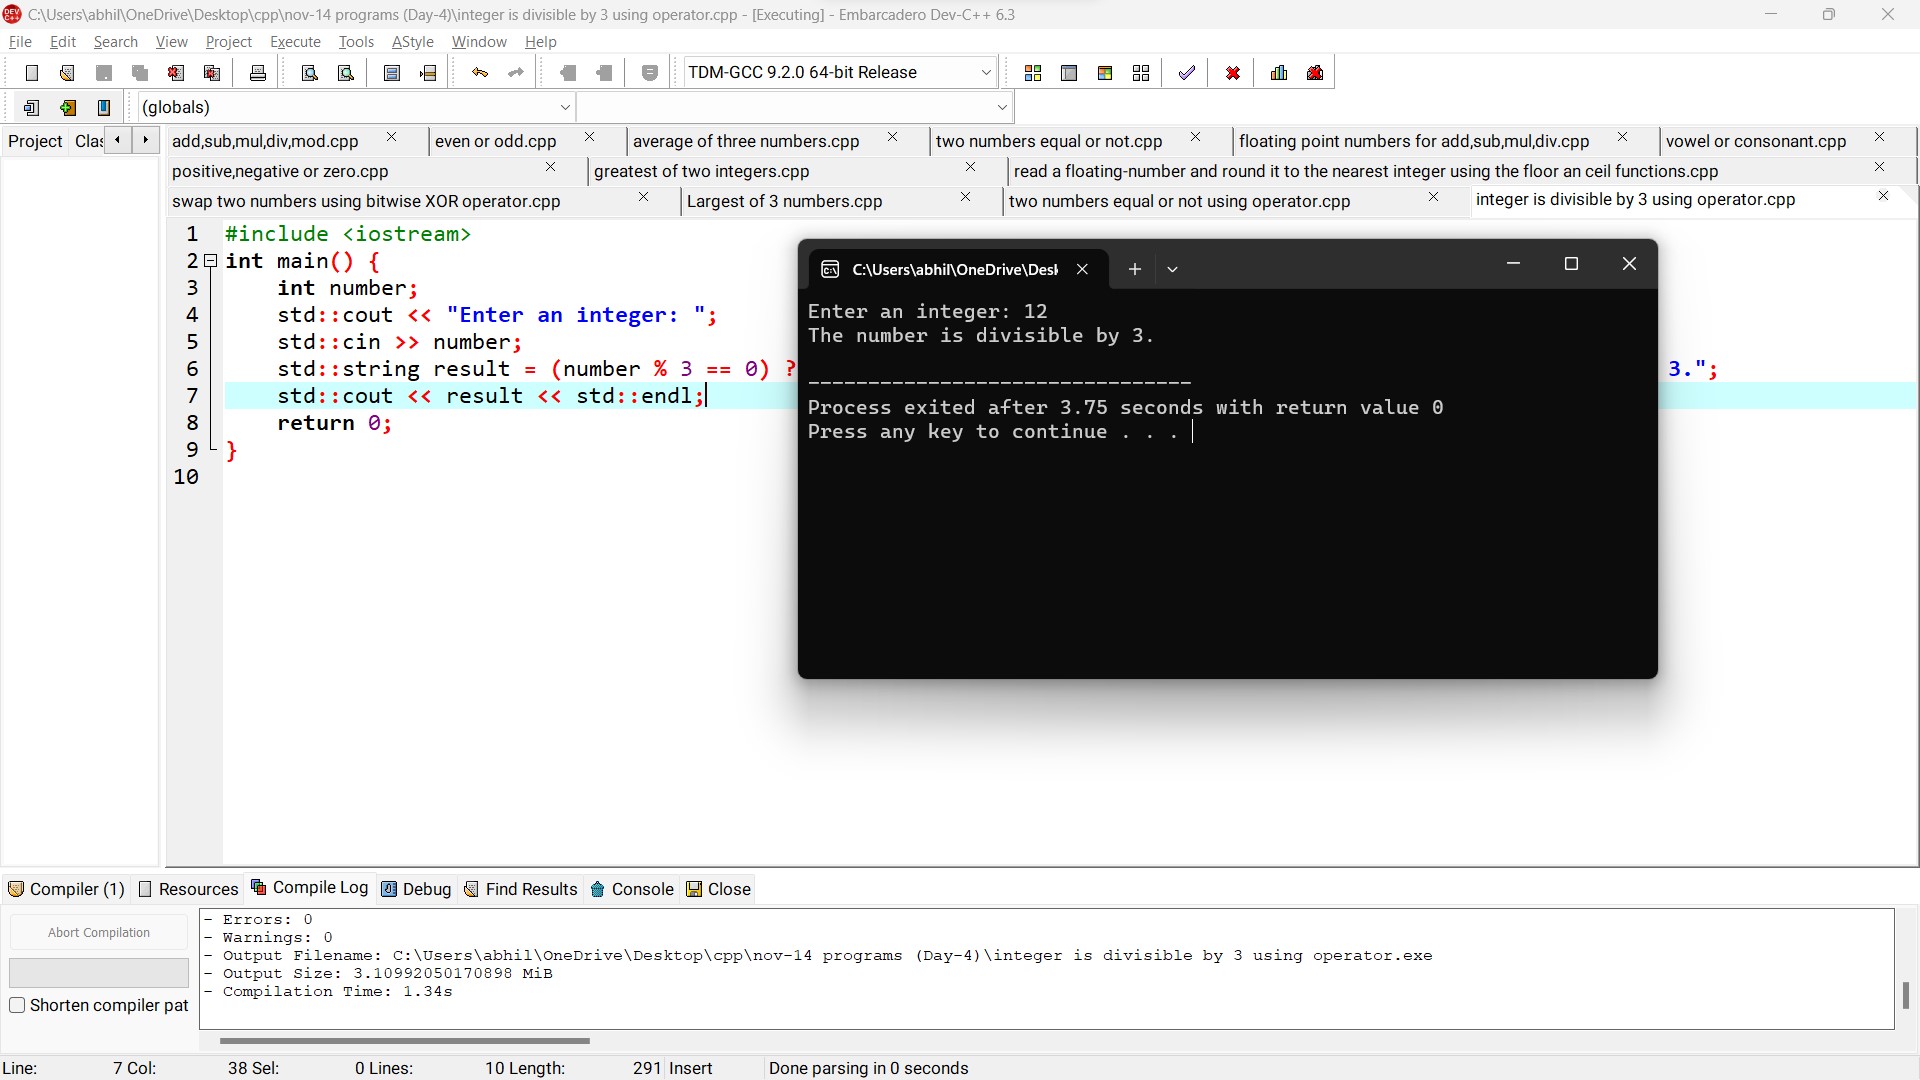 C:\Users\abhil\OneDrive\Desktop\cpp\nov-14 programs (Day-4)\integer is divisible by 3 using operator.cpp - [Executing] - Embarcadero Dev-C++ 6.3
File Edit Search View Project Execute Tools AStyle Window Help
TDM-GCC 9.2.0 64-bit Release
(globals)
Project Clas
add,sub,mul,div,mod.cpp even or odd.cpp average of three numbers.cpp two numbers equal or not.cpp floating point numbers for add,sub,mul,div.cpp vowel or consonant.cpp
positive,negative or zero.cpp greatest of two integers.cpp read a floating-number and round it to the nearest integer using the floor an ceil functions.cpp
swap two numbers using bitwise XOR operator.cpp Largest of 3 numbers.cpp two numbers equal or not using operator.cpp integer is divisible by 3 using operator.cpp
1 #include <iostream>
2 int main() {
3 int number;
4 std::cout << "Enter an integer: ";
5 std::cin >> number;
6 std::string result = (number % 3 == 0) ? 3.";
7 std::cout << result << std::endl;
8 return 0;
9 }
10
C:\Users\abhil\OneDrive\Desk
Enter an integer: 12
The number is divisible by 3.
--------------------------------
Process exited after 3.75 seconds with return value 0
Press any key to continue . . .
Compiler (1) Resources Compile Log Debug Find Results Console Close
Abort Compilation
Shorten compiler pat
- Errors: 0
- Warnings: 0
- Output Filename: C:\Users\abhil\OneDrive\Desktop\cpp\nov-14 programs (Day-4)\integer is divisible by 3 using operator.exe
- Output Size: 3.10992050170898 MiB
- Compilation Time: 1.34s
Line: 7 Col: 38 Sel: 0 Lines: 10 Length: 291 Insert Done parsing in 0 seconds